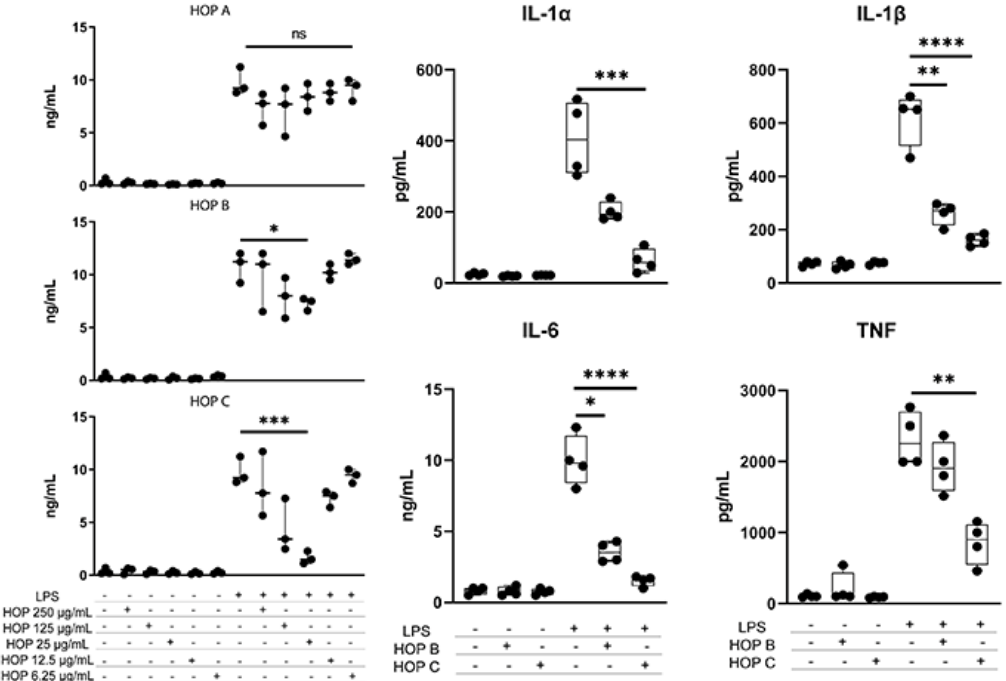 HOP A
15
ns
10
ng/mL
5
0
HOP B
15
*
10
ng/mL
5
0
HOP C
15
***
10
ng/mL
5
0
LPS - - - - - - + + + + + +
HOP 250 µg/mL - + - - - - - + - - - -
HOP 125 µg/mL - - + - - - - - + - - -
HOP 25 µg/mL - - - + - - - - - + - -
HOP 12.5 µg/mL - - - - + - - - - - + -
HOP 6.25 µg/mL - - - - - + - - - - - +
IL-1α
600
***
400
pg/mL
200
0
IL-1β
****
800
**
600
pg/mL
400
200
0
IL-6
15
****
*
10
ng/mL
5
0
LPS - - - + + +
HOP B - + - - + -
HOP C - - + - - +
TNF
3000
**
2000
pg/mL
1000
0
LPS - - - + + +
HOP B - + - - + -
HOP C - - + - - +